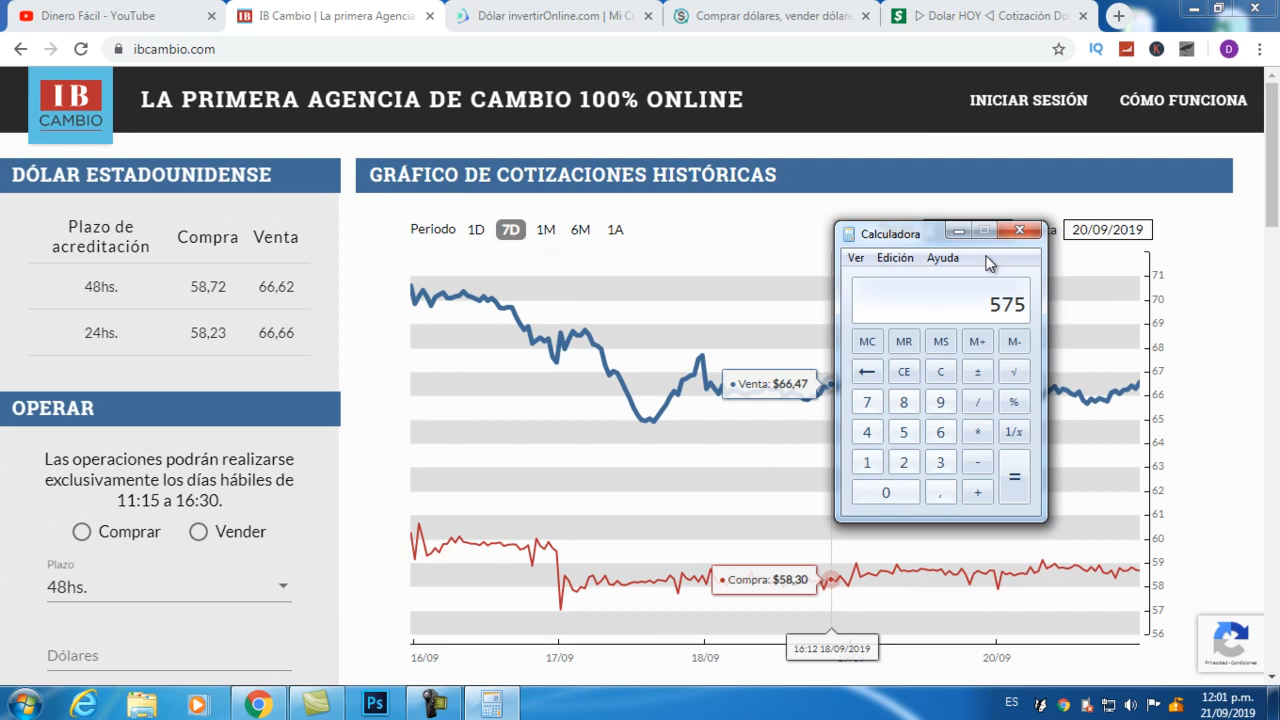 Dólar Fácil - YouTube
IB Cambio | La primera Agencia
Dólar invertirOnline.com | Mi C
Comprar dólares, vender dólare
▷ Dolar HOY ◁ Cotización Dol
ibcambio.com
IQ
K
D
IB
CAMBIO
LA PRIMERA AGENCIA DE CAMBIO 100% ONLINE
INICIAR SESIÓN
CÓMO FUNCIONA
DÓLAR ESTADOUNIDENSE
Plazo de
acreditación
Compra
Venta
48hs.
58,72
66,62
24hs.
58,23
66,66
OPERAR
Las operaciones podrán realizarse
exclusivamente los días hábiles de
11:15 a 16:30.
Comprar
Vender
Plazo
48hs.
Dólares
GRÁFICO DE COTIZACIONES HISTÓRICAS
Periodo
1D
7D
1M
6M
1A
20/09/2019
71
70
69
68
67
66
65
64
63
62
61
60
59
58
57
56
Venta: $66,47
Compra: $58,30
16:12 18/09/2019
16/09
17/09
18/09
20/09
Calculadora
Ver
Edición
Ayuda
575
MC
MR
MS
M+
M-
←
CE
C
±
√
7
8
9
/
%
4
5
6
*
1/x
1
2
3
-
=
0
,
+
Privacidad - Condiciones
Ps
ES
12:01 p.m.
21/09/2019